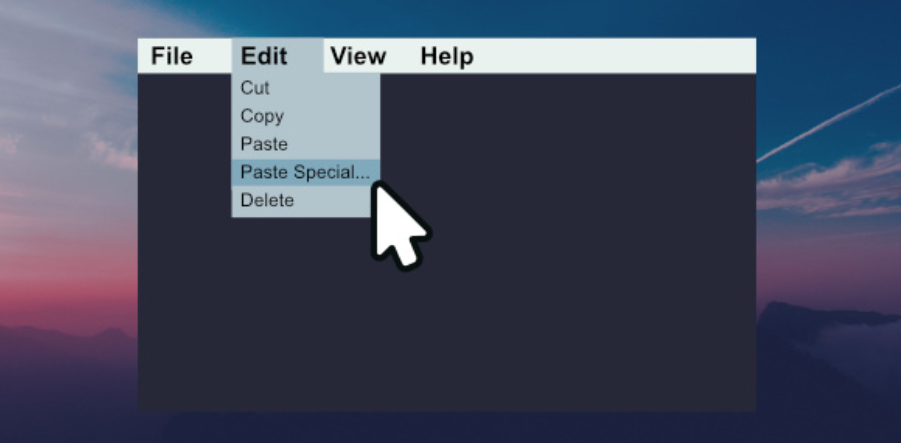 File Edit View Help
Cut
Copy
Paste
Paste Special...
Delete